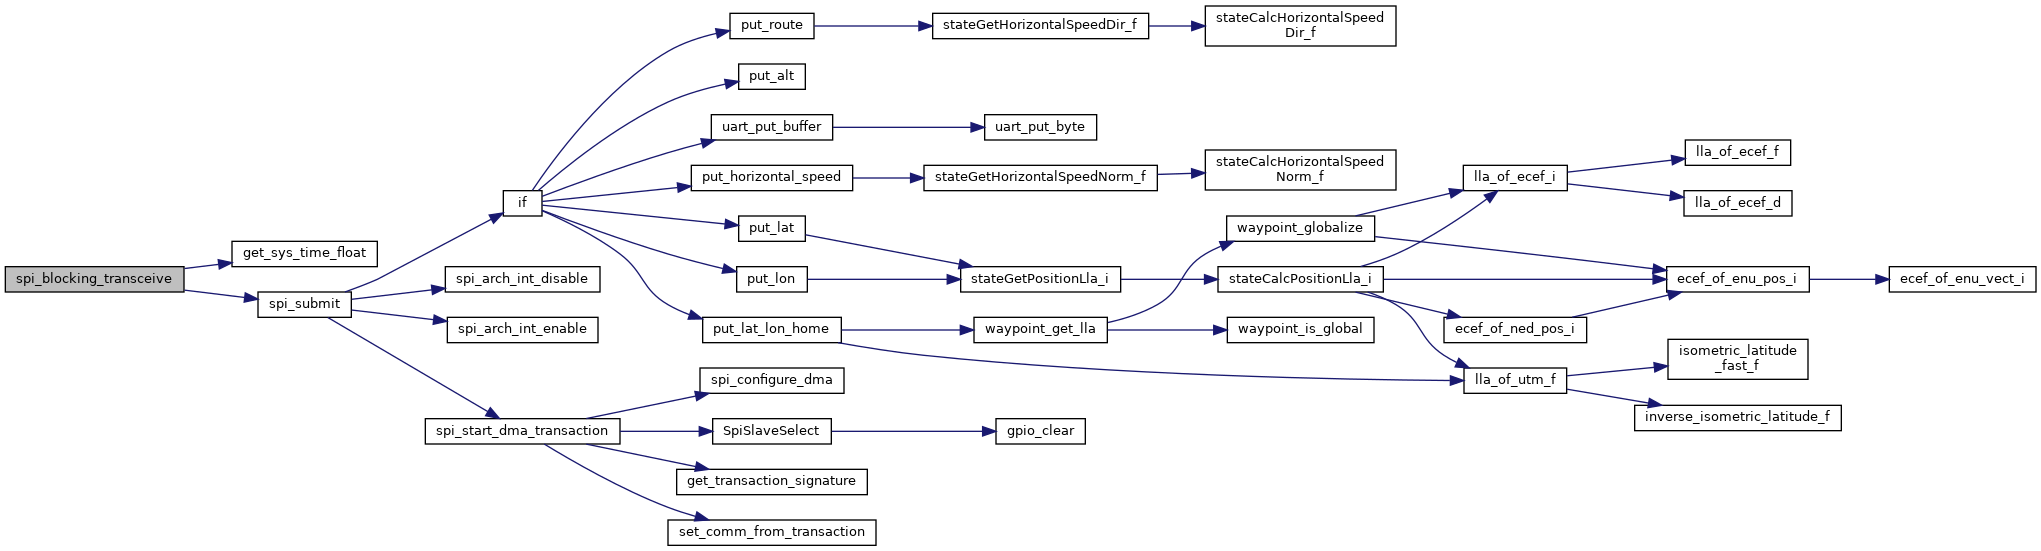 put_route
stateGetHorizontalSpeedDir_f
stateCalcHorizontalSpeed
Dir_f
put_alt
uart_put_buffer
uart_put_byte
put_horizontal_speed
stateGetHorizontalSpeedNorm_f
stateCalcHorizontalSpeed
Norm_f
lla_of_ecef_i
lla_of_ecef_f
lla_of_ecef_d
if
put_lat
waypoint_globalize
get_sys_time_float
spi_blocking_transceive
spi_arch_int_disable
put_lon
stateGetPositionLla_i
stateCalcPositionLla_i
ecef_of_enu_pos_i
ecef_of_enu_vect_i
spi_submit
spi_arch_int_enable
put_lat_lon_home
waypoint_get_lla
waypoint_is_global
ecef_of_ned_pos_i
isometric_latitude
_fast_f
spi_configure_dma
lla_of_utm_f
inverse_isometric_latitude_f
spi_start_dma_transaction
SpiSlaveSelect
gpio_clear
get_transaction_signature
set_comm_from_transaction